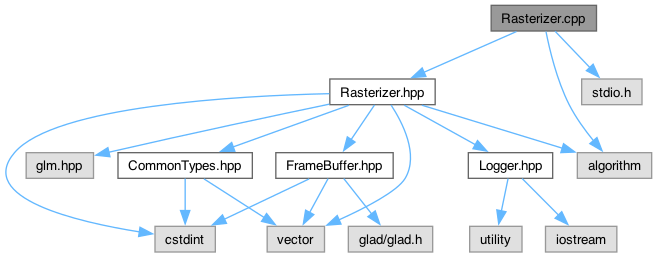 Rasterizer.cpp
Rasterizer.hpp
stdio.h
glm.hpp
CommonTypes.hpp
FrameBuffer.hpp
Logger.hpp
algorithm
cstdint
vector
glad/glad.h
utility
iostream